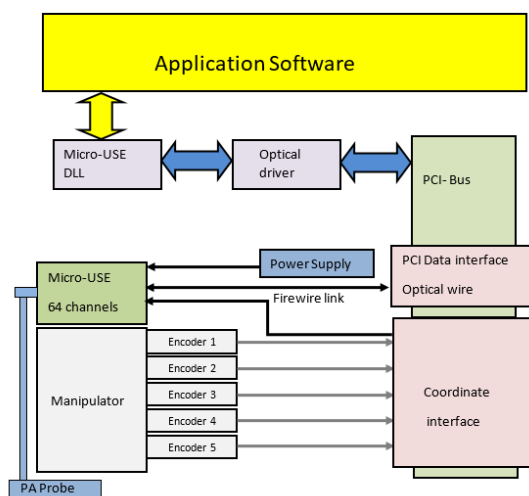 Application Software
Micro-USE
DLL
Optical
driver
PCI- Bus
Power Supply
PCI Data interface
Optical wire
Micro-USE
64 channels
Firewire link
Encoder 1
Encoder 2
Encoder 3
Encoder 4
Encoder 5
Manipulator
Coordinate
interface
PA Probe